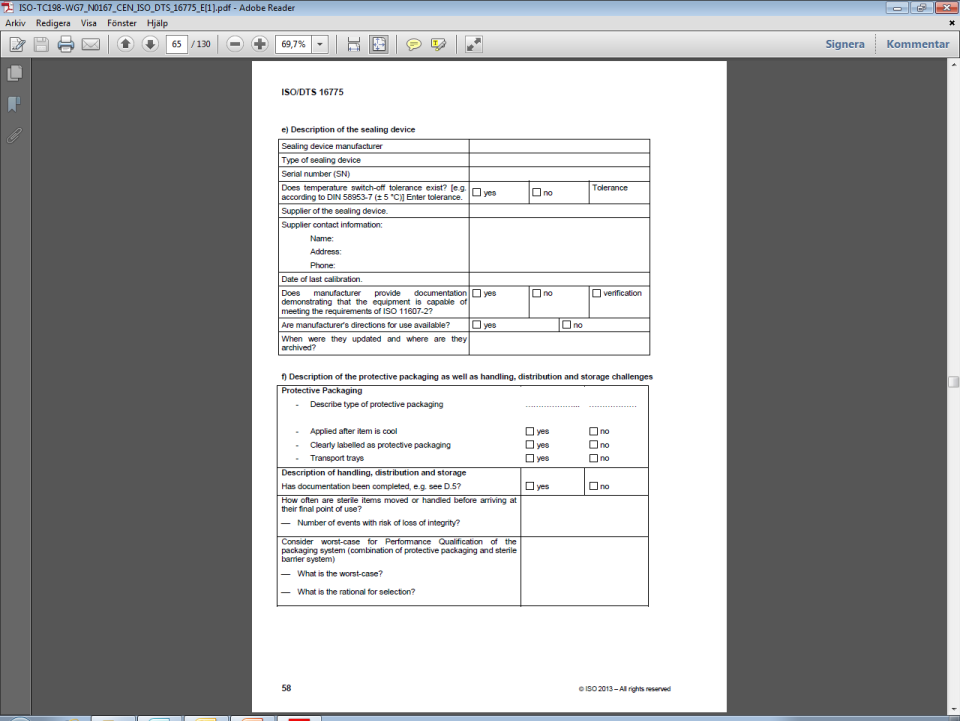 ISO-TC198-WG7_N0167_CEN_ISO_DTS_16775_E[1].pdf - Adobe Reader
Arkiv Redigera Visa Fönster Hjälp
65 / 130 69,7% Signera Kommentar
ISO/DTS 16775
e) Description of the sealing device
Sealing device manufacturer
Type of sealing device
Serial number (SN)
Does temperature switch-off tolerance exist? [e.g. according to DIN 58953-7 (± 5 °C)] Enter tolerance.
yes no Tolerance
Supplier of the sealing device.
Supplier contact information:
Name:
Address:
Phone:
Date of last calibration.
Does manufacturer provide documentation
demonstrating that the equipment is capable of
meeting the requirements of ISO 11607-2?
yes no verification
Are manufacturer's directions for use available? yes no
When were they updated and where are they
archived?
f) Description of the protective packaging as well as handling, distribution and storage challenges
Protective Packaging
- Describe type of protective packaging ..................... ..................
- Applied after item is cool yes no
- Clearly labelled as protective packaging yes no
- Transport trays yes no
Description of handling, distribution and storage
Has documentation been completed, e.g. see D.5? yes no
How often are sterile items moved or handled before arriving at
their final point of use?
— Number of events with risk of loss of integrity?
Consider worst-case for Performance Qualification of the
packaging system (combination of protective packaging and sterile
barrier system)
— What is the worst-case?
— What is the rational for selection?
58 © ISO 2013 – All rights reserved